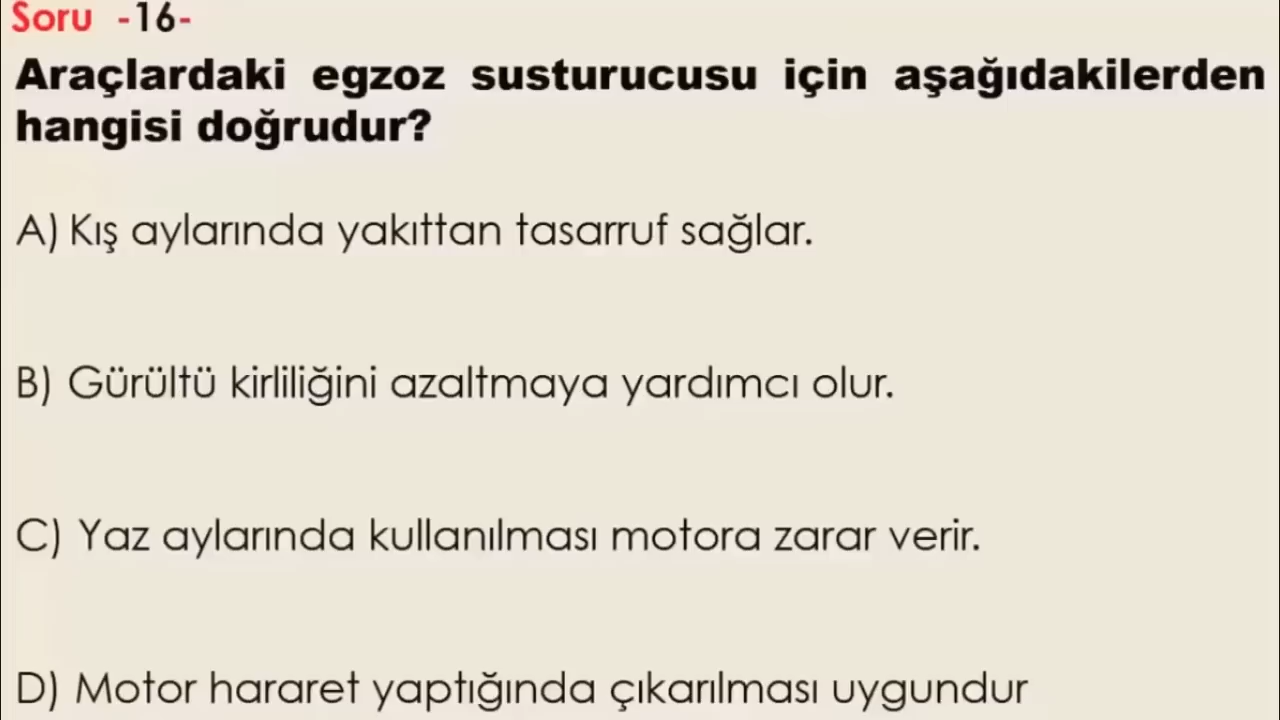 Soru -16-
Araçlardaki egzoz susturucusu için aşağıdakilerden
hangisi doğrudur?
A) Kış aylarında yakıttan tasarruf sağlar.
B) Gürültü kirliliğini azaltmaya yardımcı olur.
C) Yaz aylarında kullanılması motora zarar verir.
D) Motor hararet yaptığında çıkarılması uygundur